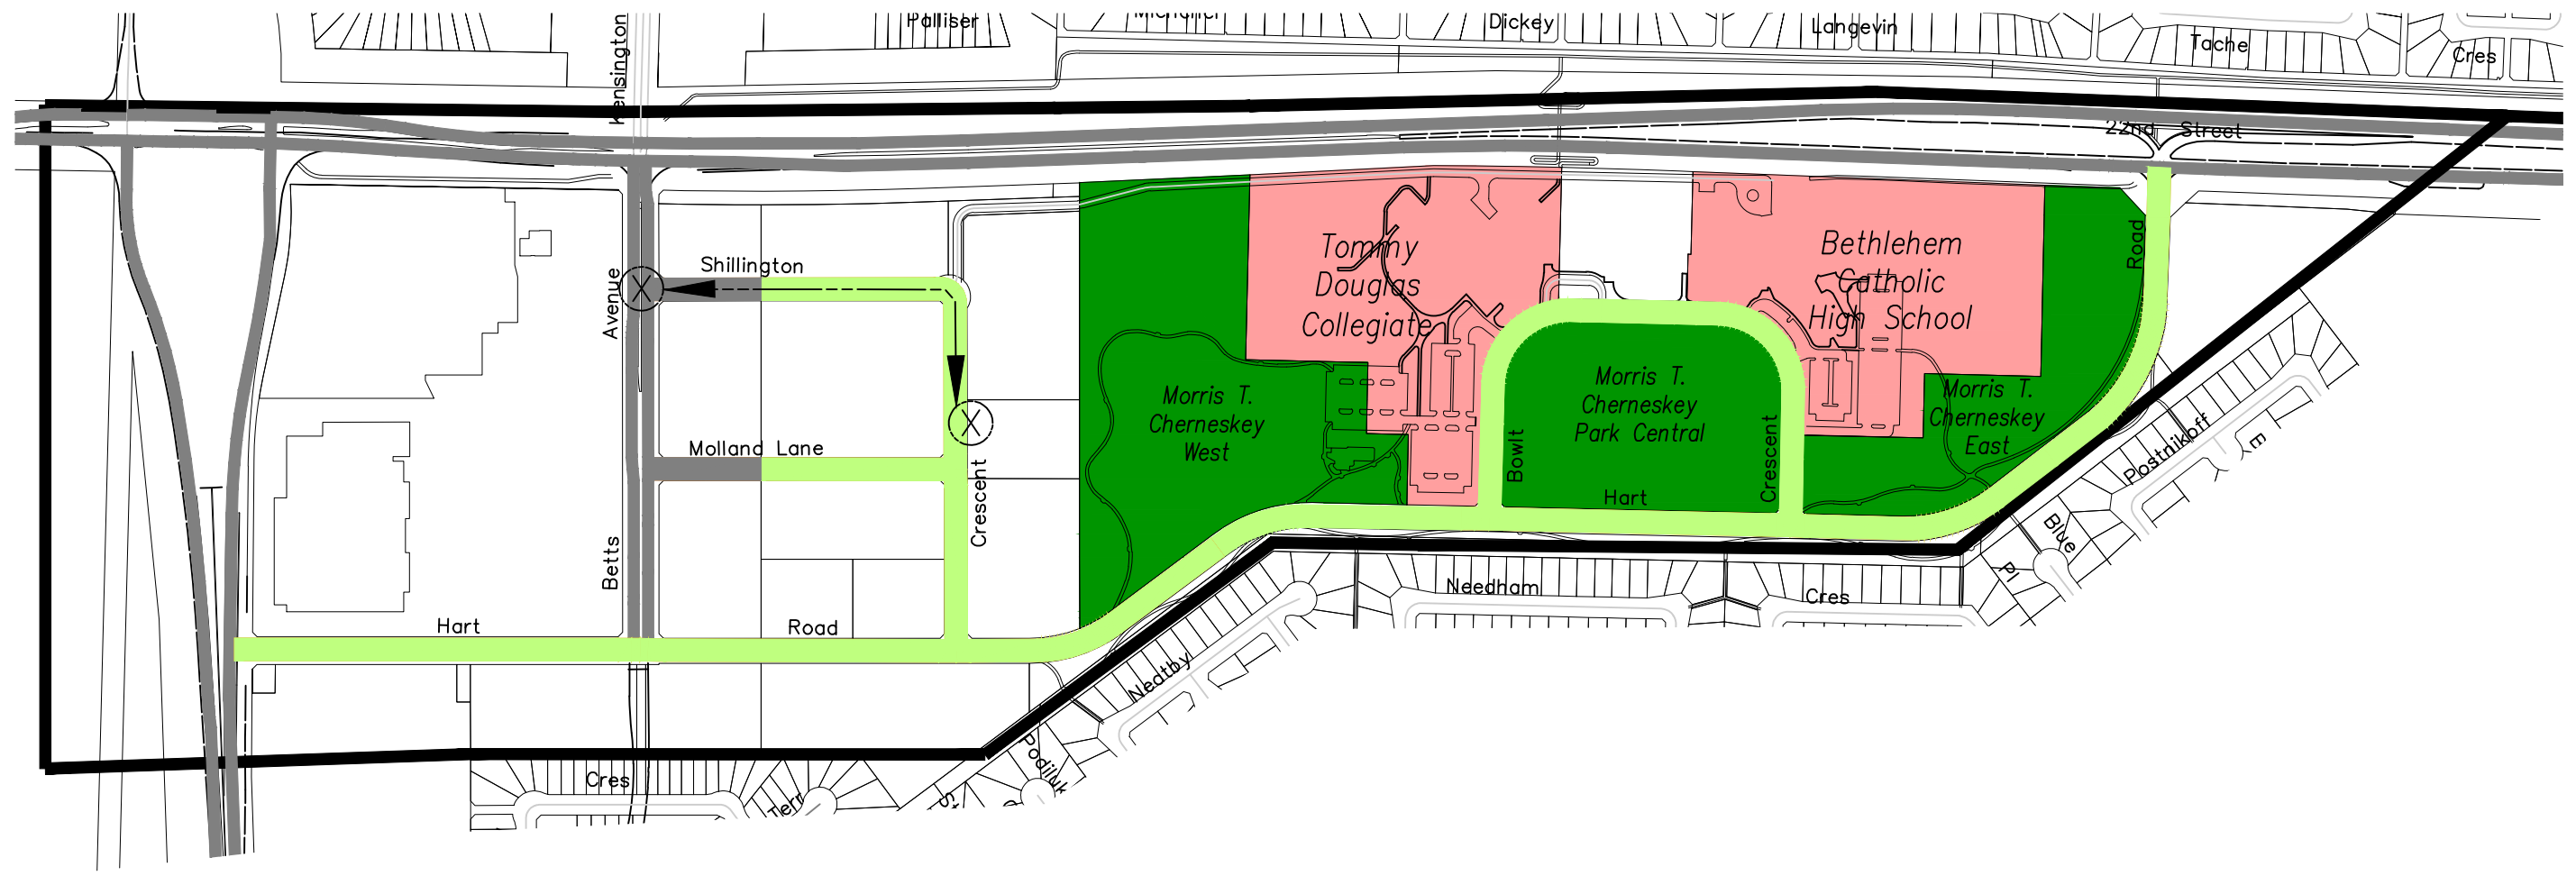 Palliser
Dickey
Langevin
Tache
Cres
Kensington
22nd Street
Shillington
Avenue
Tommy
Douglas
Collegiate
Bethlehem
Catholic
High School
Road
Morris T.
Cherneskey
West
Morris T.
Cherneskey
Park Central
Morris T.
Cherneskey
East
Molland Lane
Crescent
Bowlt
Crescent
Hart
Postnikoff
Blue
Pl
Betts
Needham
Cres
Hart
Road
Nedtby
Cres
Terr